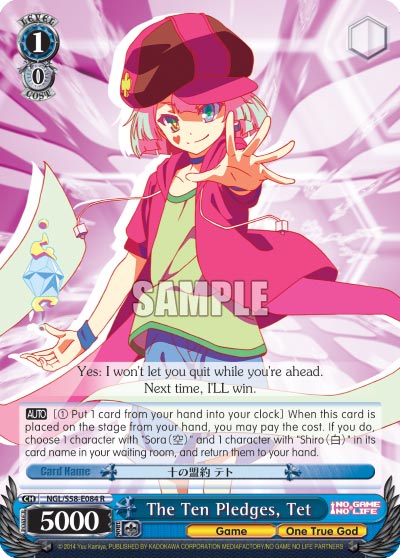 LEVEL
1
0
COST
SAMPLE
Yes: I won't let you quit while you're ahead.
Next time, I'LL win.
AUTO [① Put 1 card from your hand into your clock] When this card is
placed on the stage from your hand, you may pay the cost. If you do,
choose 1 character with "Sora(空)" and 1 character with "Shiro(白)" in its
card name in your waiting room, and return them to your hand.
Card Name
十の盟約 テト
CH NGL/S58-E084 R
The Ten Pledges, Tet
NO GAME NO LIFE
POWER
5000
Game
One True God
© 2014 Yuu Kamiya, PUBLISHED BY KADOKAWA CORPORATION MEDIAFACTORY/NO GAME NO LIFE PARTNERS